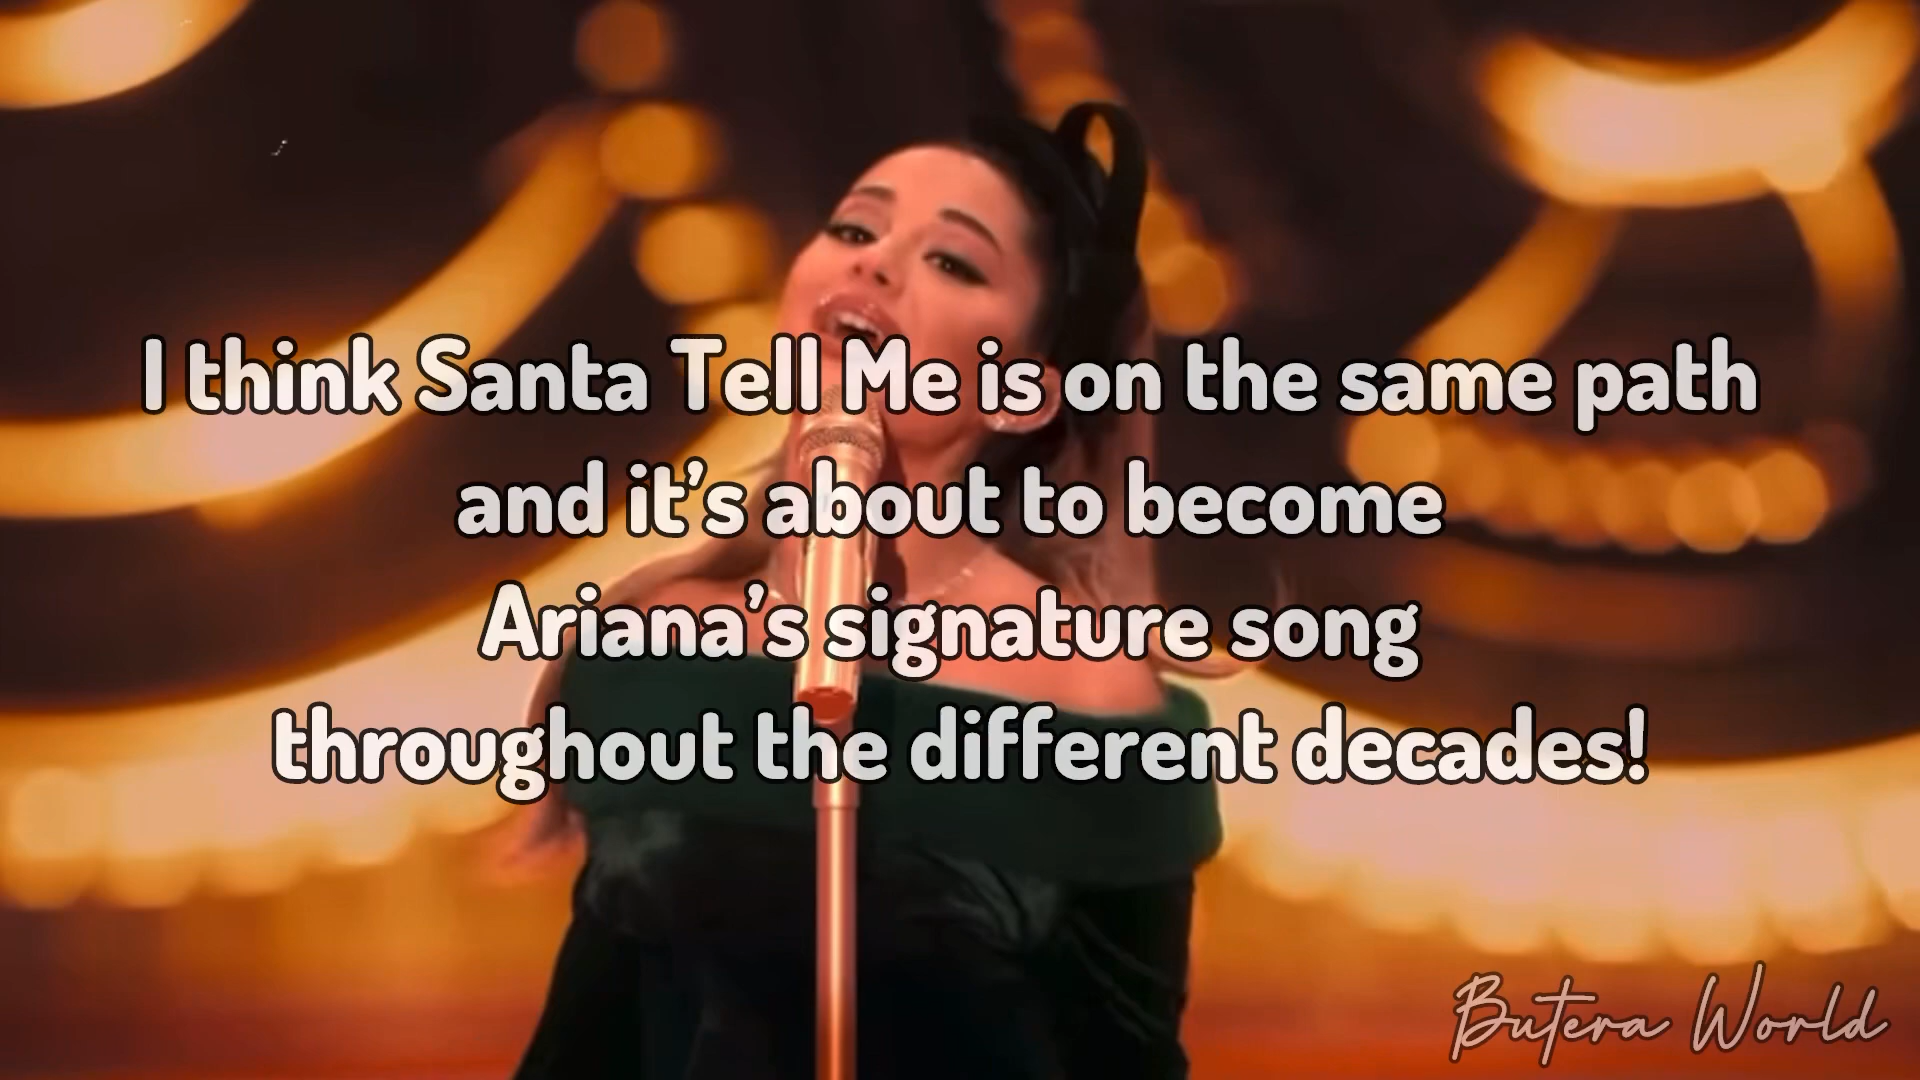 I think Santa Tell Me is on the same path
and it’s about to become
Ariana’s signature song
throughout the different decades!
Butera World